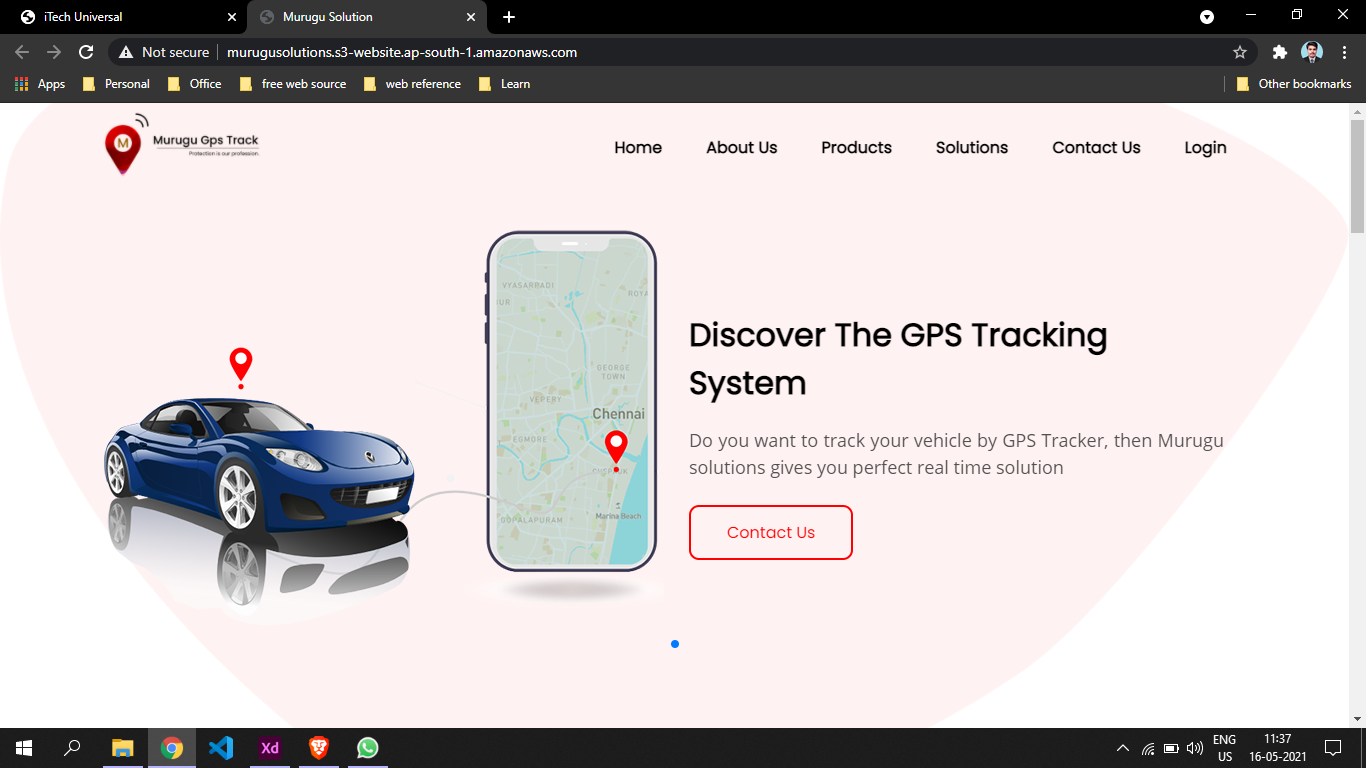 iTech Universal
Murugu Solution
Not secure
murugusolutions.s3-website.ap-south-1.amazonaws.com
Apps
Personal
Office
free web source
web reference
Learn
Other bookmarks
M
Murugu Gps Track
Protection is our profession.
Home
About Us
Products
Solutions
Contact Us
Login
VYASARPADI
ROYA
UR
GEORGE
TOWN
VEPERY
Chennai
EGMORE
Marina Beach
GOPALAPURAM
Discover The GPS Tracking
System
Do you want to track your vehicle by GPS Tracker, then Murugu
solutions gives you perfect real time solution
Contact Us
Xd
ENG
US
11:37
16-05-2021